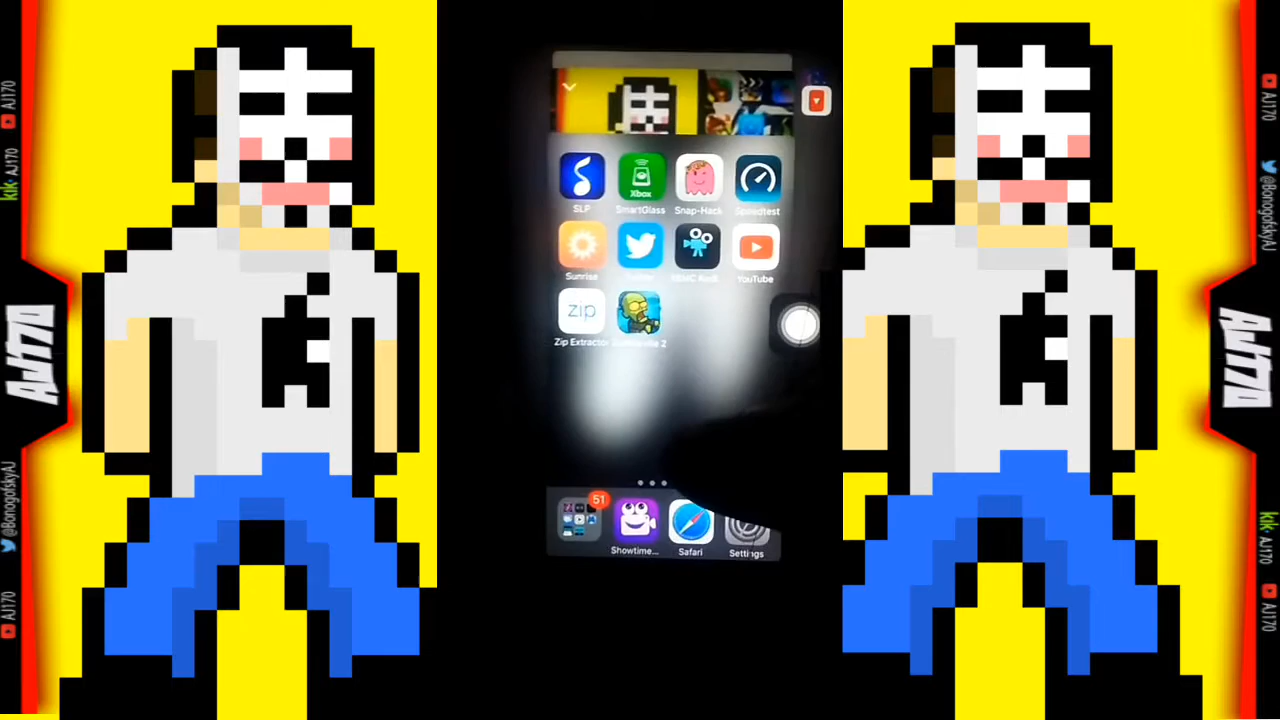 AJ170
kik• AJ170
AJ170
@BonogofskyAJ
AJ170
SLP
Xbox
SmartGlass
Snap-Hack
Speedtest
Sunrise
YouTube
zip
Zip Extractor
51
Showtime...
Safari
Settings
AJ170
@BonogofskyAJ
AJ170
kik• AJ170
AJ170